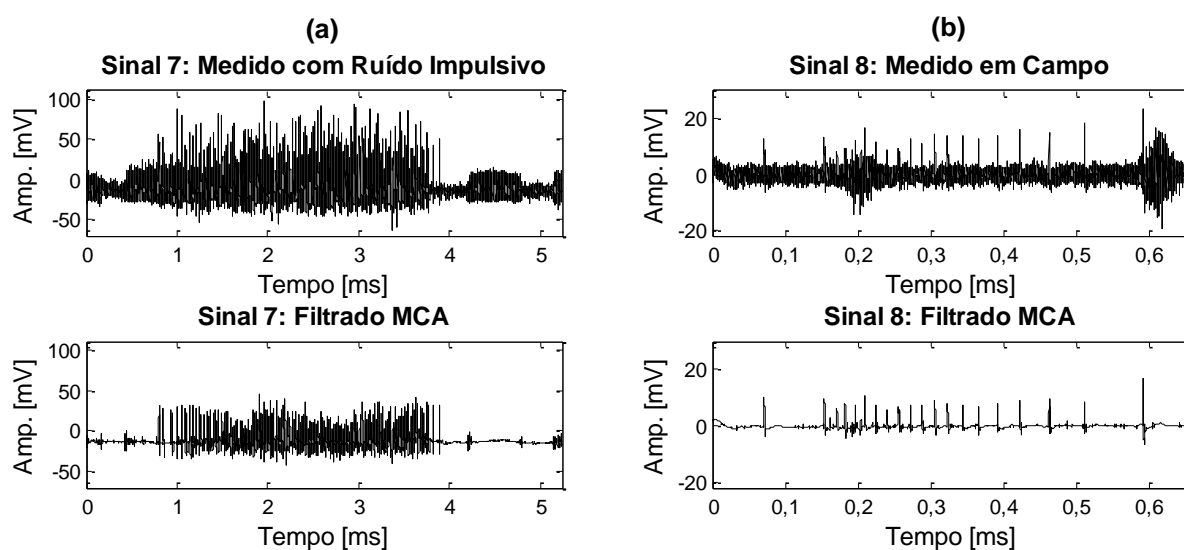 (a)
Sinal 7: Medido com Ruído Impulsivo
Amp. [mV]
100
50
0
-50
0 1 2 3 4 5
Tempo [ms]
Sinal 7: Filtrado MCA
Amp. [mV]
100
50
0
-50
0 1 2 3 4 5
Tempo [ms]
(b)
Sinal 8: Medido em Campo
Amp. [mV]
20
0
-20
0 0,1 0,2 0,3 0,4 0,5 0,6
Tempo [ms]
Sinal 8: Filtrado MCA
Amp. [mV]
20
0
-20
0 0,1 0,2 0,3 0,4 0,5 0,6
Tempo [ms]